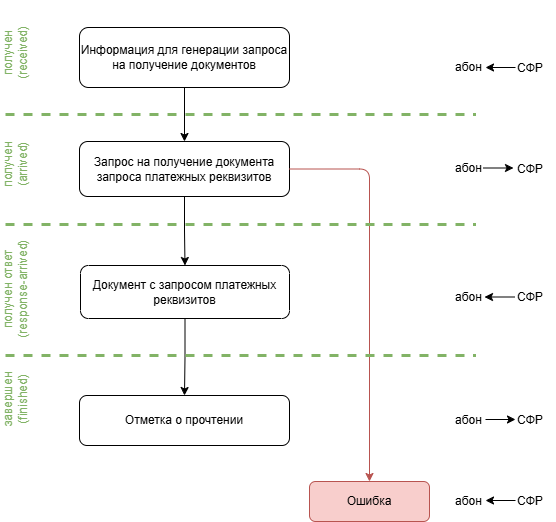 получен
(received)
Информация для генерации запроса
на получение документов
абон СФР
получен
(arrived)
Запрос на получение документа
запроса платежных реквизитов
абон СФР
получен ответ
(response-arrived)
Документ с запросом платежных
реквизитов
абон СФР
завершен
(finished)
Отметка о прочтении
абон СФР
Ошибка
абон СФР